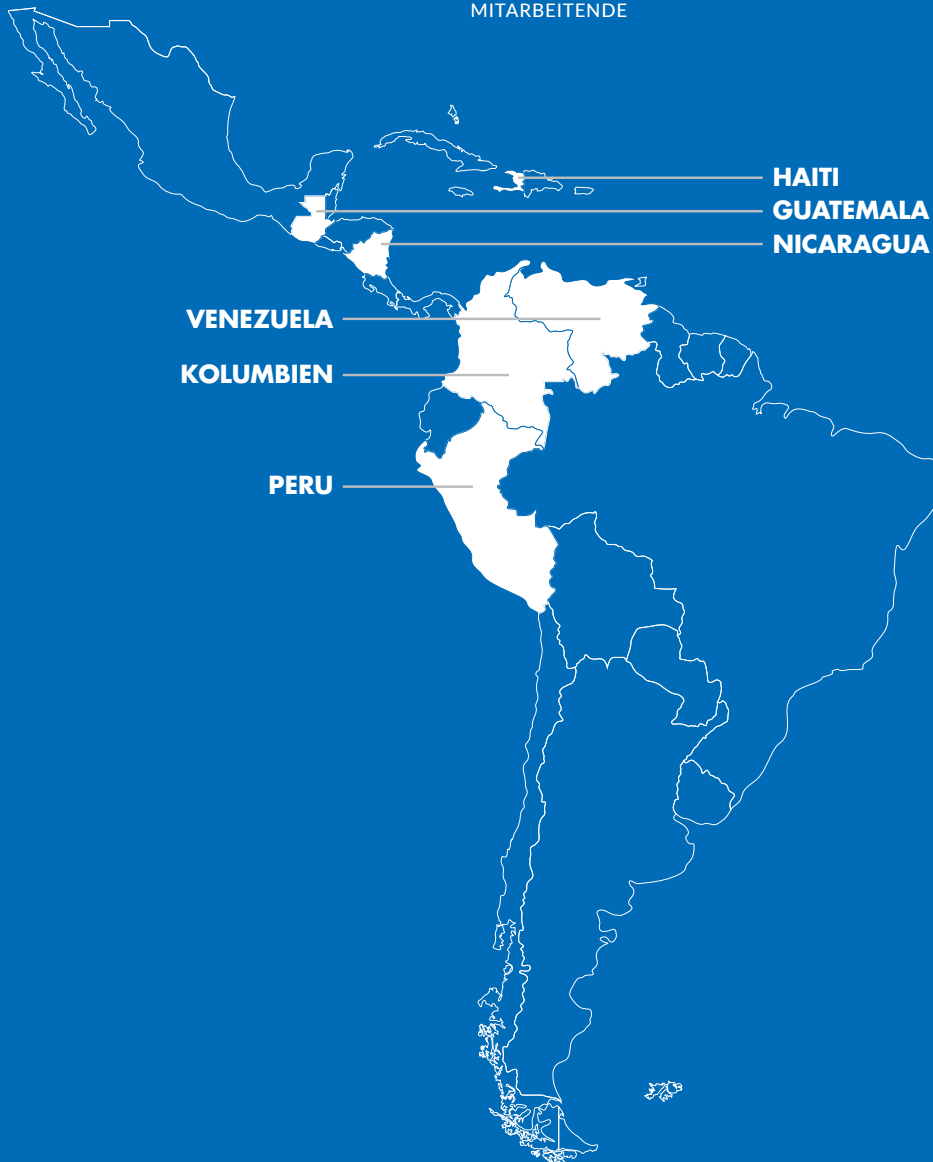 MITARBEITENDE
HAITI
GUATEMALA
NICARAGUA
VENEZUELA
KOLUMBIEN
PERU